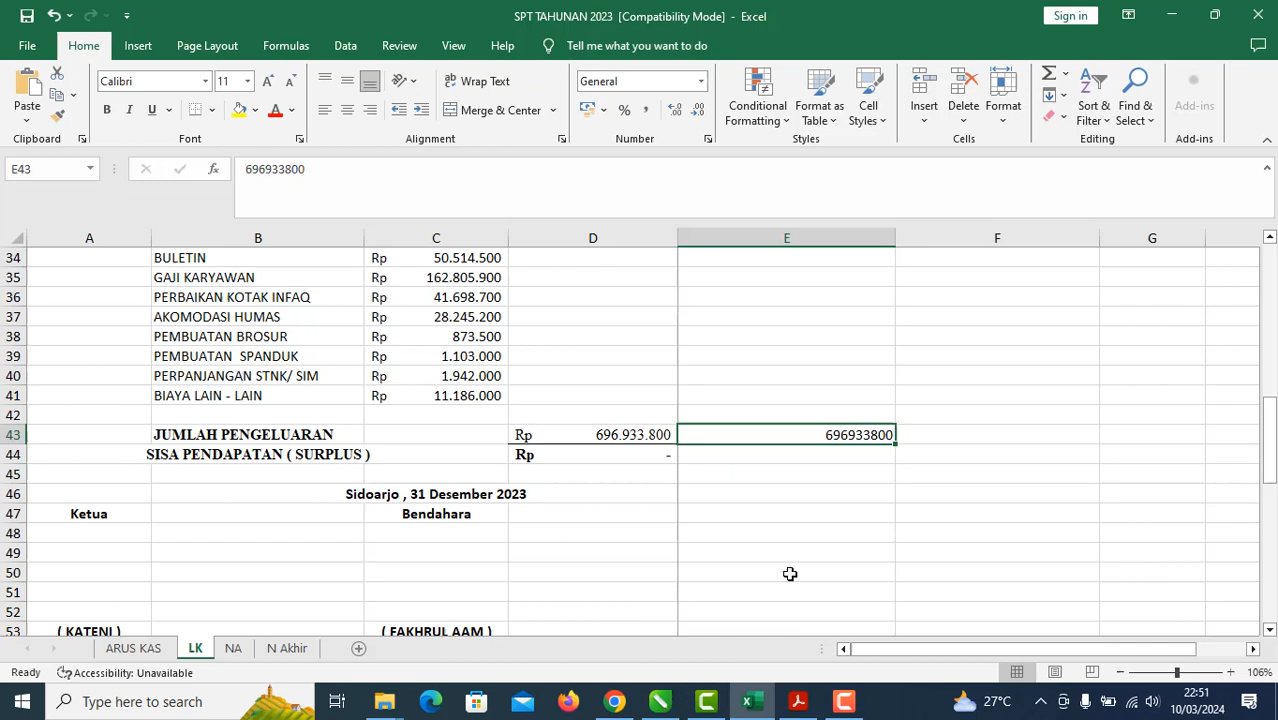 SPT TAHUNAN 2023 [Compatibility Mode] - Excel
Sign in
File Home Insert Page Layout Formulas Data Review View Help Tell me what you want to do
Paste
Clipboard
Calibri 11
B I U
Font
Wrap Text
Merge & Center
Alignment
General
Number
Conditional Formatting
Format as Table
Cell Styles
Styles
Insert
Delete
Format
Cells
Sort & Filter
Find & Select
Editing
Add-ins
Add-ins
E43 fx 696933800
A B C D E F G
34 BULETIN Rp 50.514.500
35 GAJI KARYAWAN Rp 162.805.900
36 PERBAIKAN KOTAK INFAQ Rp 41.698.700
37 AKOMODASI HUMAS Rp 28.245.200
38 PEMBUATAN BROSUR Rp 873.500
39 PEMBUATAN SPANDUK Rp 1.103.000
40 PERPANJANGAN STNK/ SIM Rp 1.942.000
41 BIAYA LAIN - LAIN Rp 11.186.000
42
43 JUMLAH PENGELUARAN Rp 696.933.800 696933800
44 SISA PENDAPATAN ( SURPLUS ) Rp -
45
46 Sidoarjo , 31 Desember 2023
47 Ketua Bendahara
48
49
50
51
52
53 ( KATENI ) ( FAKHRUL AAM )
ARUS KAS LK NA N Akhir
Ready Accessibility: Unavailable 106%
Type here to search 27°C 22:51
10/03/2024